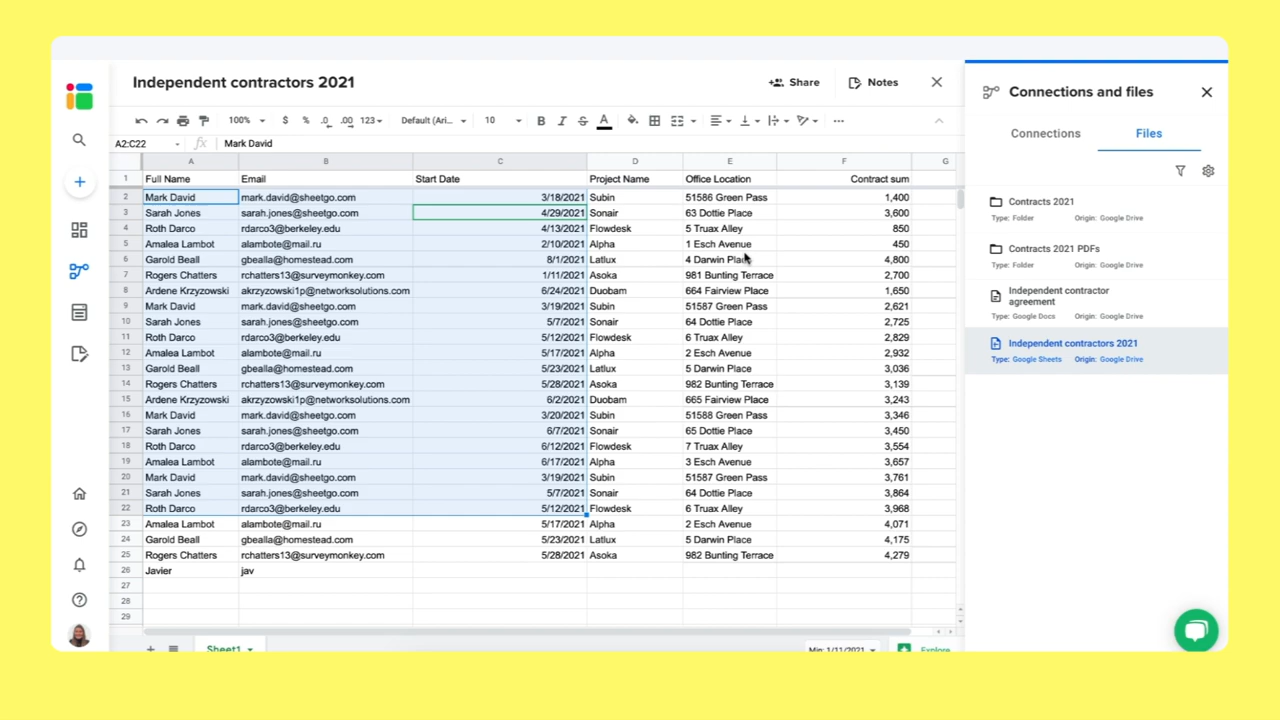 Independent contractors 2021
Share
Notes
100%
$ % .0 .00 123
Default (Ari...
10
B I S A
A2:C22
fx
Mark David
A B C D E F G
1 Full Name Email Start Date Project Name Office Location Contract sum
2 Mark David mark.david@sheetgo.com 3/18/2021 Subin 51586 Green Pass 1,400
3 Sarah Jones sarah.jones@sheetgo.com 4/29/2021 Sonair 63 Dottie Place 3,600
4 Roth Darco rdarco3@berkeley.edu 4/13/2021 Flowdesk 5 Truax Alley 850
5 Amalea Lambot alambote@mail.ru 2/10/2021 Alpha 1 Esch Avenue 450
6 Garold Beall gbealla@homestead.com 8/1/2021 Latlux 4 Darwin Place 4,800
7 Rogers Chatters rchatters13@surveymonkey.com 1/11/2021 Asoka 981 Bunting Terrace 2,700
8 Ardene Krzyzowski akrzyzowski1p@networksolutions.com 6/24/2021 Duobam 664 Fairview Place 1,650
9 Mark David mark.david@sheetgo.com 3/19/2021 Subin 51587 Green Pass 2,621
10 Sarah Jones sarah.jones@sheetgo.com 5/7/2021 Sonair 64 Dottie Place 2,725
11 Roth Darco rdarco3@berkeley.edu 5/12/2021 Flowdesk 6 Truax Alley 2,829
12 Amalea Lambot alambote@mail.ru 5/17/2021 Alpha 2 Esch Avenue 2,932
13 Garold Beall gbealla@homestead.com 5/23/2021 Latlux 5 Darwin Place 3,036
14 Rogers Chatters rchatters13@surveymonkey.com 5/28/2021 Asoka 982 Bunting Terrace 3,139
15 Ardene Krzyzowski akrzyzowski1p@networksolutions.com 6/2/2021 Duobam 665 Fairview Place 3,243
16 Mark David mark.david@sheetgo.com 3/20/2021 Subin 51588 Green Pass 3,346
17 Sarah Jones sarah.jones@sheetgo.com 6/7/2021 Sonair 65 Dottie Place 3,450
18 Roth Darco rdarco3@berkeley.edu 6/12/2021 Flowdesk 7 Truax Alley 3,554
19 Amalea Lambot alambote@mail.ru 6/17/2021 Alpha 3 Esch Avenue 3,657
20 Mark David mark.david@sheetgo.com 3/19/2021 Subin 51587 Green Pass 3,761
21 Sarah Jones sarah.jones@sheetgo.com 5/7/2021 Sonair 64 Dottie Place 3,864
22 Roth Darco rdarco3@berkeley.edu 5/12/2021 Flowdesk 6 Truax Alley 3,968
23 Amalea Lambot alambote@mail.ru 5/17/2021 Alpha 2 Esch Avenue 4,071
24 Garold Beall gbealla@homestead.com 5/23/2021 Latlux 5 Darwin Place 4,175
25 Rogers Chatters rchatters13@surveymonkey.com 5/28/2021 Asoka 982 Bunting Terrace 4,279
26 Javier jav
27
28
29
Sheet1
Min: 1/11/2021
Explore
Connections and files
Connections
Files
Contracts 2021
Type: Folder Origin: Google Drive
Contracts 2021 PDFs
Type: Folder Origin: Google Drive
Independent contractor
agreement
Type: Google Docs Origin: Google Drive
Independent contractors 2021
Type: Google Sheets Origin: Google Drive